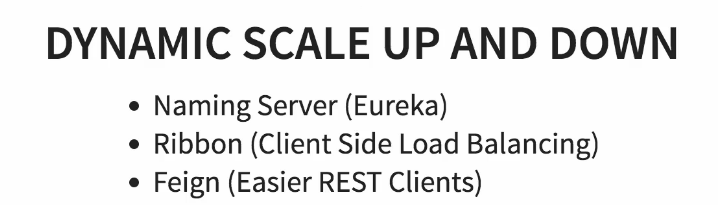 DYNAMIC SCALE UP AND DOWN
• Naming Server (Eureka)
• Ribbon (Client Side Load Balancing)
• Feign (Easier REST Clients)